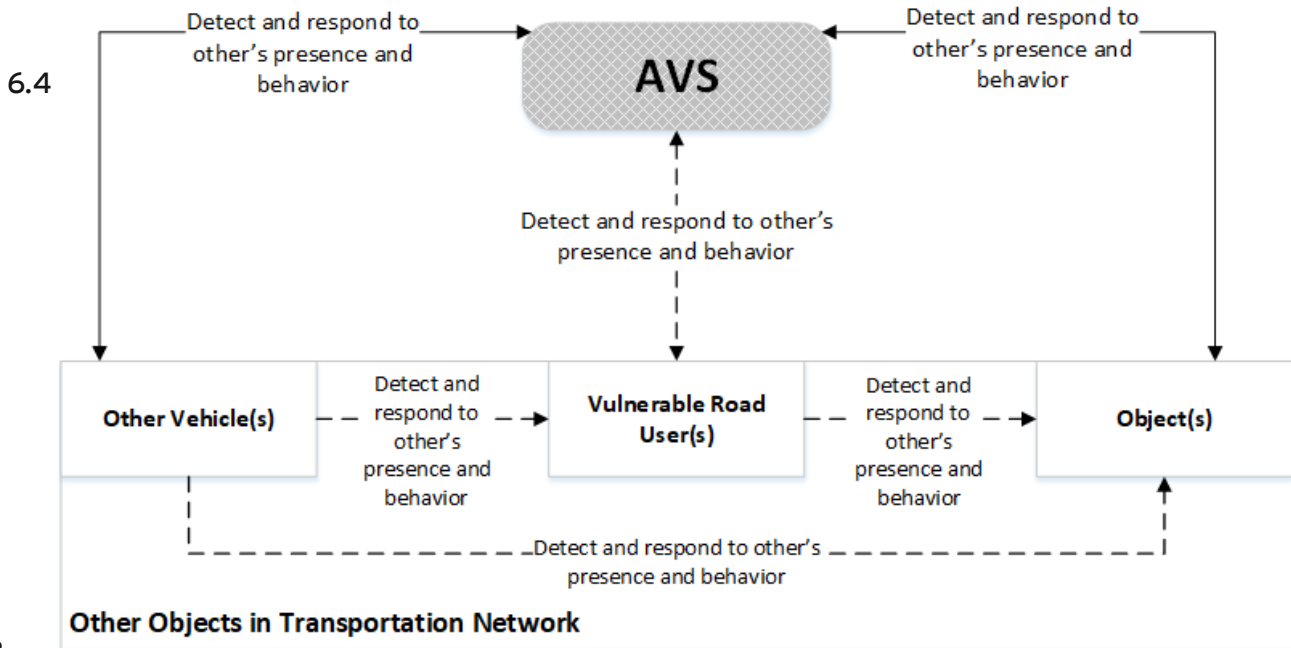 Detect and respond to
other's presence and
behavior
6.4
AVS
Detect and respond to
other's presence and
behavior
Detect and respond to other's
presence and behavior
Other Vehicle(s)
Detect and
respond to
other's
presence and
behavior
Vulnerable Road
User(s)
Detect and
respond to
other's
presence and
behavior
Object(s)
Detect and respond to other's
presence and behavior
Other Objects in Transportation Network